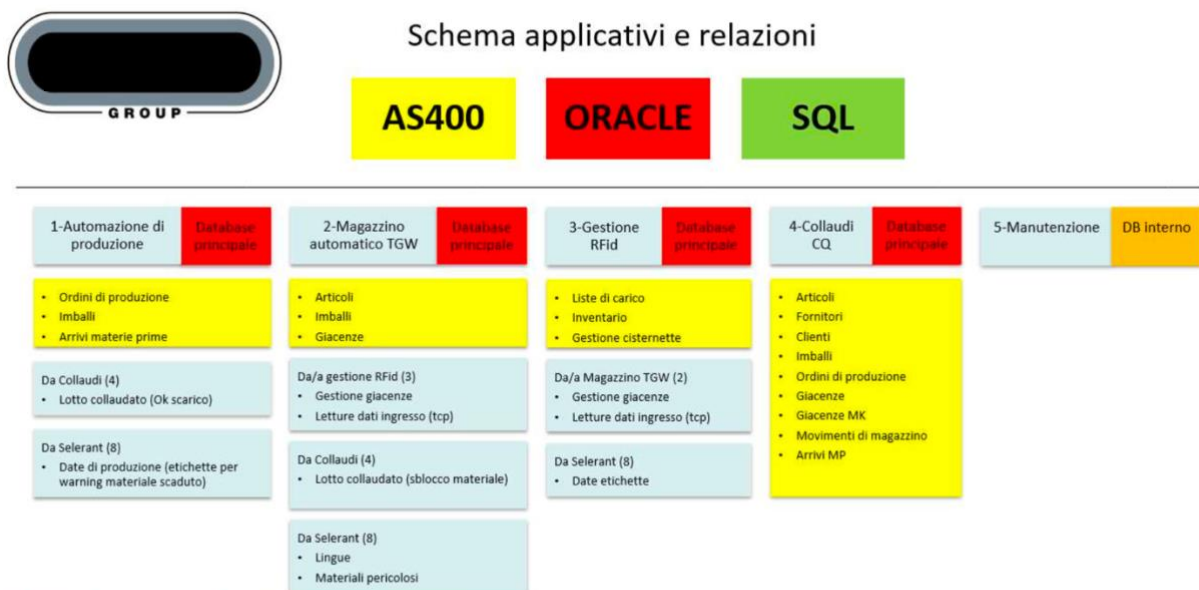 GROUP
Schema applicativi e relazioni
AS400
ORACLE
SQL
1-Automazione di
produzione
Database
principale
2-Magazzino
automatico TGW
Database
principale
3-Gestione
RFid
Database
principale
4-Collaudi
CQ
Database
principale
5-Manutenzione
DB interno
• Ordini di produzione
• Imballi
• Arrivi materie prime
Da Collaudi (4)
• Lotto collaudato (Ok scarico)
Da Selerant (8)
• Date di produzione (etichette per
warning materiale scaduto)
• Articoli
• Imballi
• Giacenze
Da/a gestione RFid (3)
• Gestione giacenze
• Letture dati ingresso (tcp)
Da Collaudi (4)
• Lotto collaudato (sblocco materiale)
Da Selerant (8)
• Lingue
• Materiali pericolosi
• Liste di carico
• Inventario
• Gestione cisternette
Da/a Magazzino TGW (2)
• Gestione giacenze
• Letture dati ingresso (tcp)
Da Selerant (8)
• Date etichette
• Articoli
• Fornitori
• Clienti
• Imballi
• Ordini di produzione
• Giacenze
• Giacenze MK
• Movimenti di magazzino
• Arrivi MP